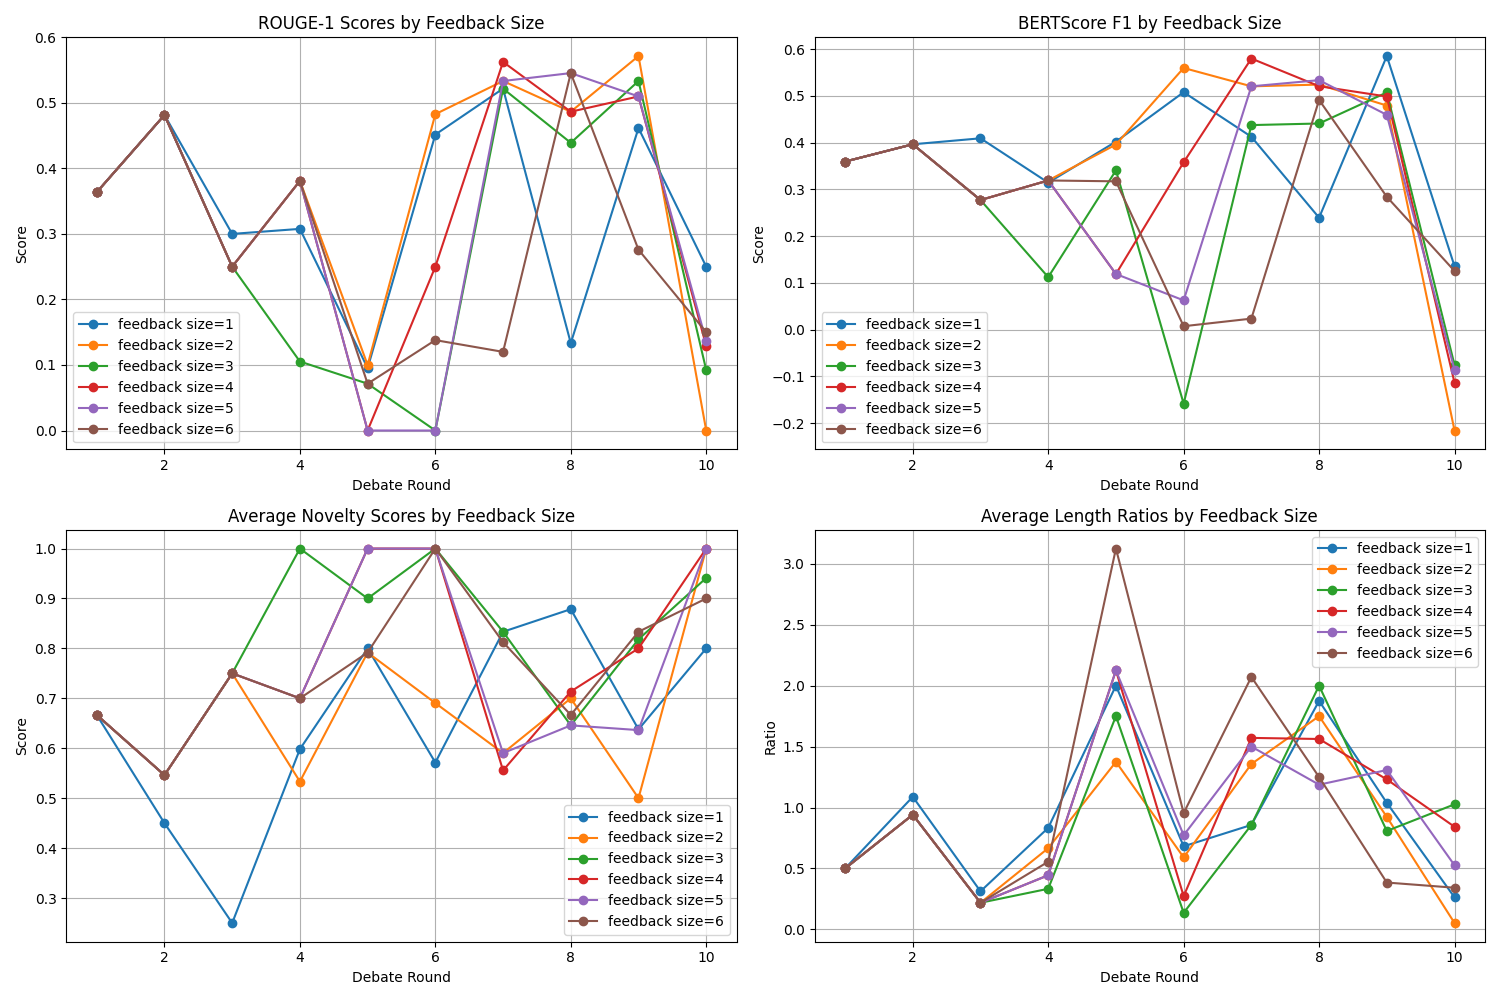 ROUGE-1 Scores by Feedback Size
0.6
0.5
0.4
0.3
0.2
0.1
0.0
Score
feedback size=1
feedback size=2
feedback size=3
feedback size=4
feedback size=5
feedback size=6
2 4 6 8 10
Debate Round
BERTScore F1 by Feedback Size
0.6
0.5
0.4
0.3
0.2
0.1
0.0
−0.1
−0.2
Score
feedback size=1
feedback size=2
feedback size=3
feedback size=4
feedback size=5
feedback size=6
2 4 6 8 10
Debate Round
Average Novelty Scores by Feedback Size
1.0
0.9
0.8
0.7
0.6
0.5
0.4
0.3
Score
feedback size=1
feedback size=2
feedback size=3
feedback size=4
feedback size=5
feedback size=6
2 4 6 8 10
Debate Round
Average Length Ratios by Feedback Size
3.0
2.5
2.0
1.5
1.0
0.5
0.0
Ratio
feedback size=1
feedback size=2
feedback size=3
feedback size=4
feedback size=5
feedback size=6
2 4 6 8 10
Debate Round